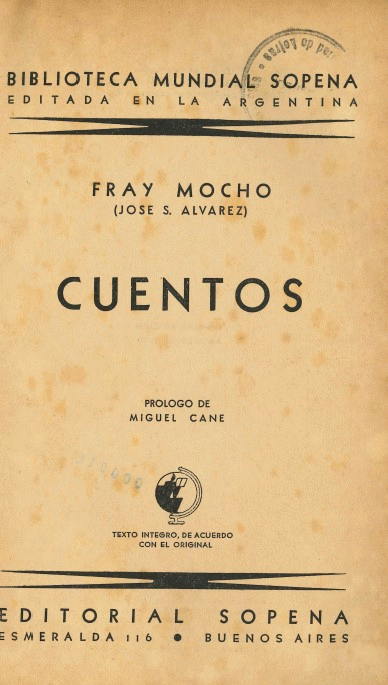 BIBLIOTECA MUNDIAL SOPENA
EDITADA EN LA ARGENTINA
FRAY MOCHO
(JOSE S. ALVAREZ)
CUENTOS
PROLOGO DE
MIGUEL CANE
TEXTO INTEGRO, DE ACUERDO
CON EL ORIGINAL
EDITORIAL SOPENA
ESMERALDA 116 ● BUENOS AIRES